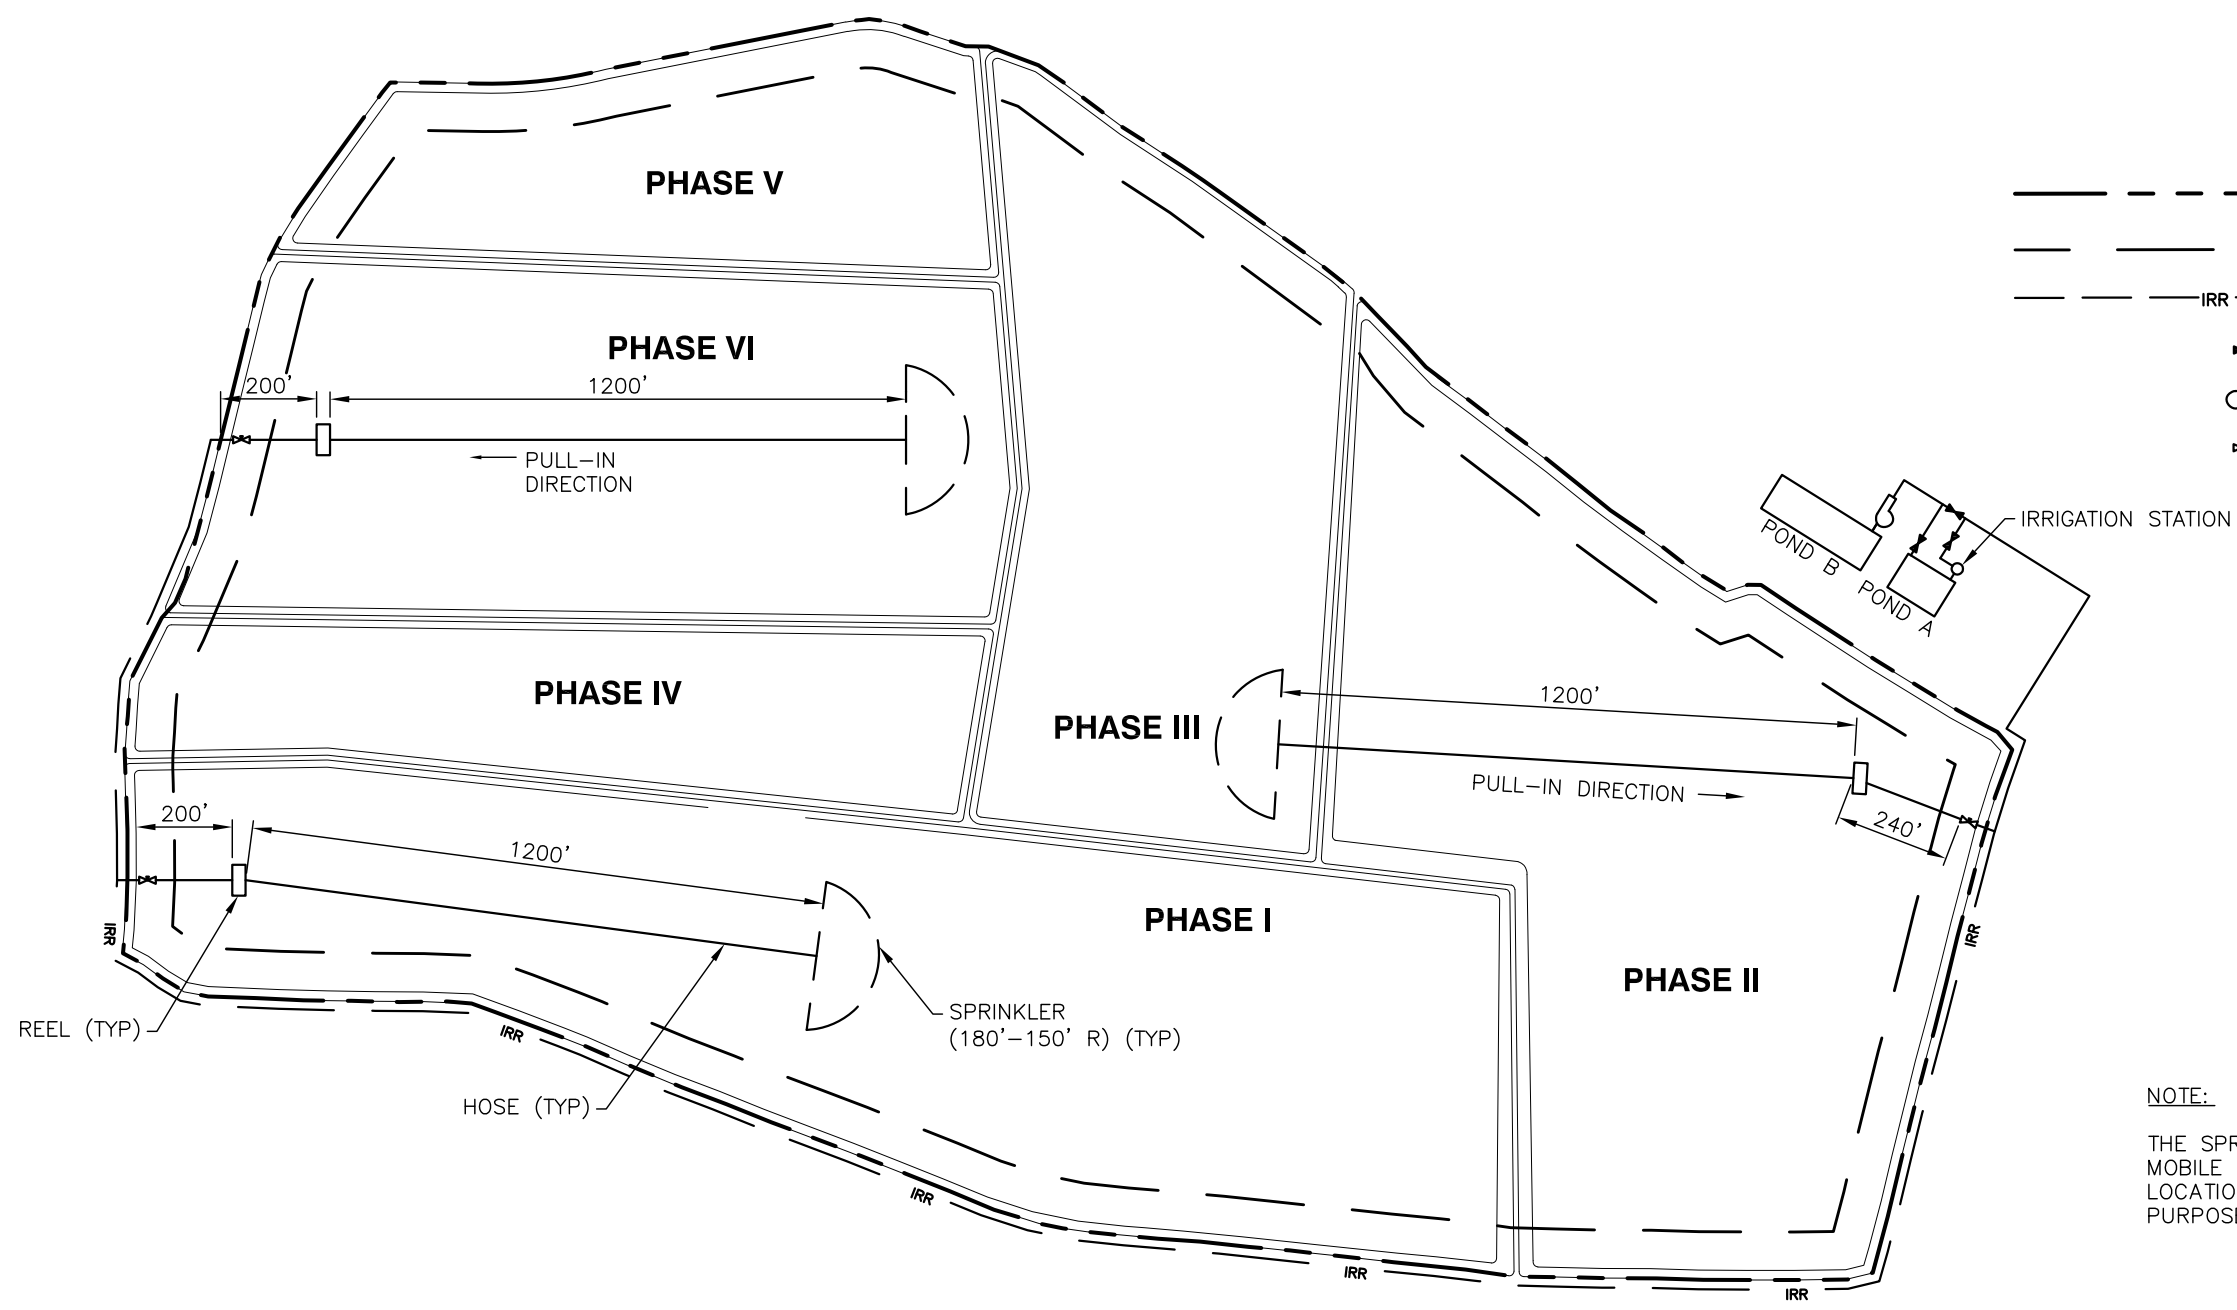 PHASE V
IRR
PHASE VI
200'
1200'
PULL-IN
DIRECTION
IRRIGATION STATION
POND B
POND A
PHASE IV
1200'
PHASE III
PULL-IN DIRECTION
240'
200'
1200'
PHASE I
IRR
IRR
PHASE II
SPRINKLER
(180'-150' R) (TYP)
REEL (TYP)
IRR
HOSE (TYP)
NOTE:
THE SPR
MOBILE
LOCATIO
PURPOS
IRR
IRR
IRR